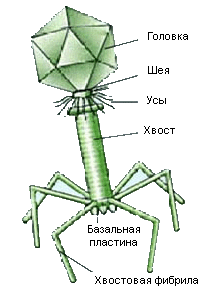 Головка
Шея
Усы
Хвост
Базальная
пластина
Хвостовая фибрила